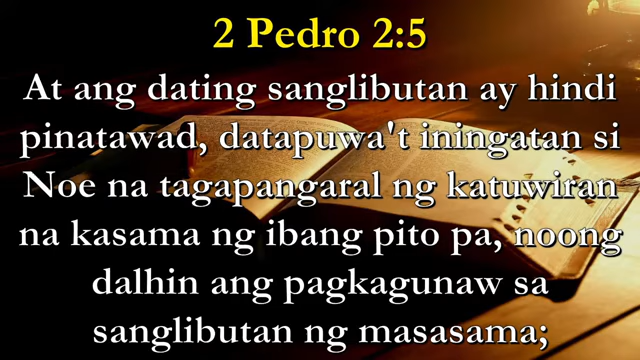 2 Pedro 2:5
At ang dating sanglibutan ay hindi
pinatawad, datapuwa't iningatan si
Noe na tagapangaral ng katuwiran
na kasama ng ibang pito pa, noong
dalhin ang pagkagunaw sa
sanglibutan ng masasama;